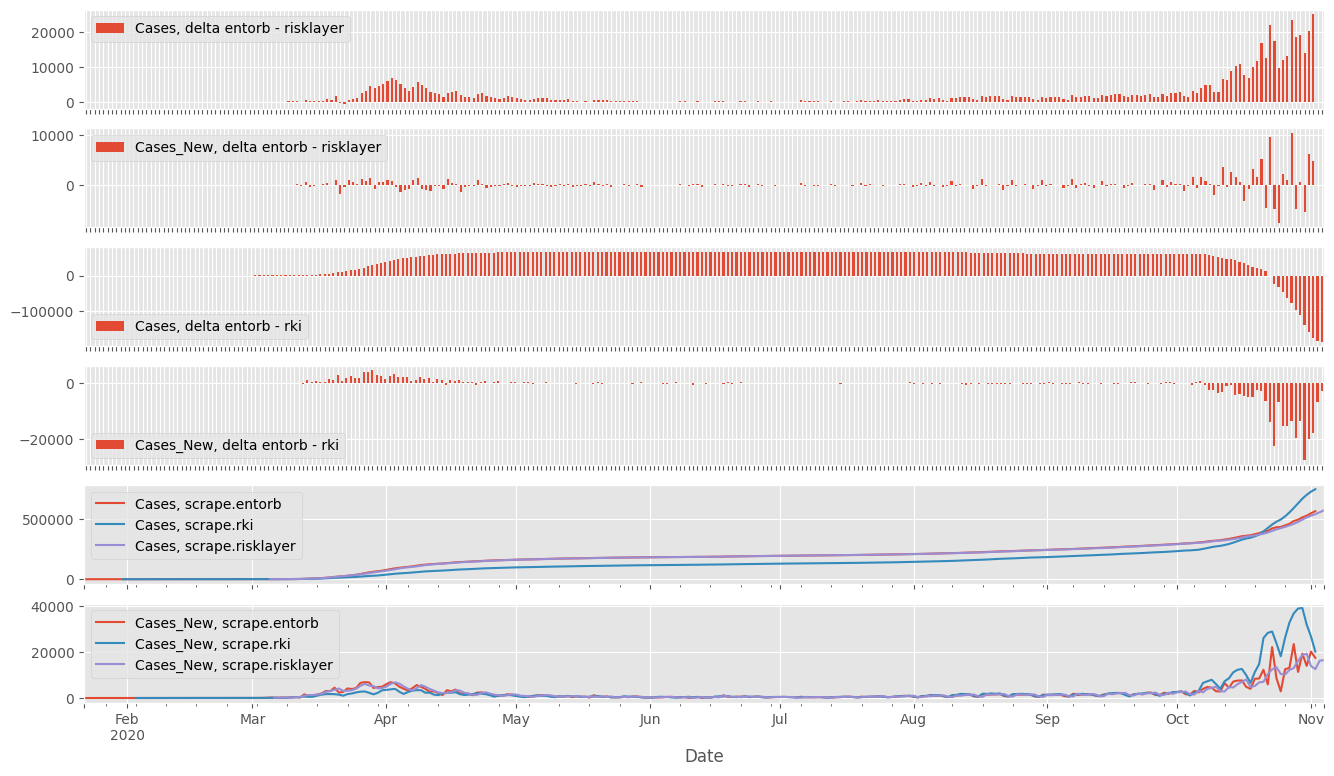 Cases, delta entorb - risklayer
20000
10000
0
Cases_New, delta entorb - risklayer
10000
0
0
−100000
Cases, delta entorb - rki
0
−20000
Cases_New, delta entorb - rki
Cases, scrape.entorb
Cases, scrape.rki
Cases, scrape.risklayer
500000
0
Cases_New, scrape.entorb
Cases_New, scrape.rki
Cases_New, scrape.risklayer
40000
20000
0
Feb Mar Apr May Jun Jul Aug Sep Oct Nov
2020
Date